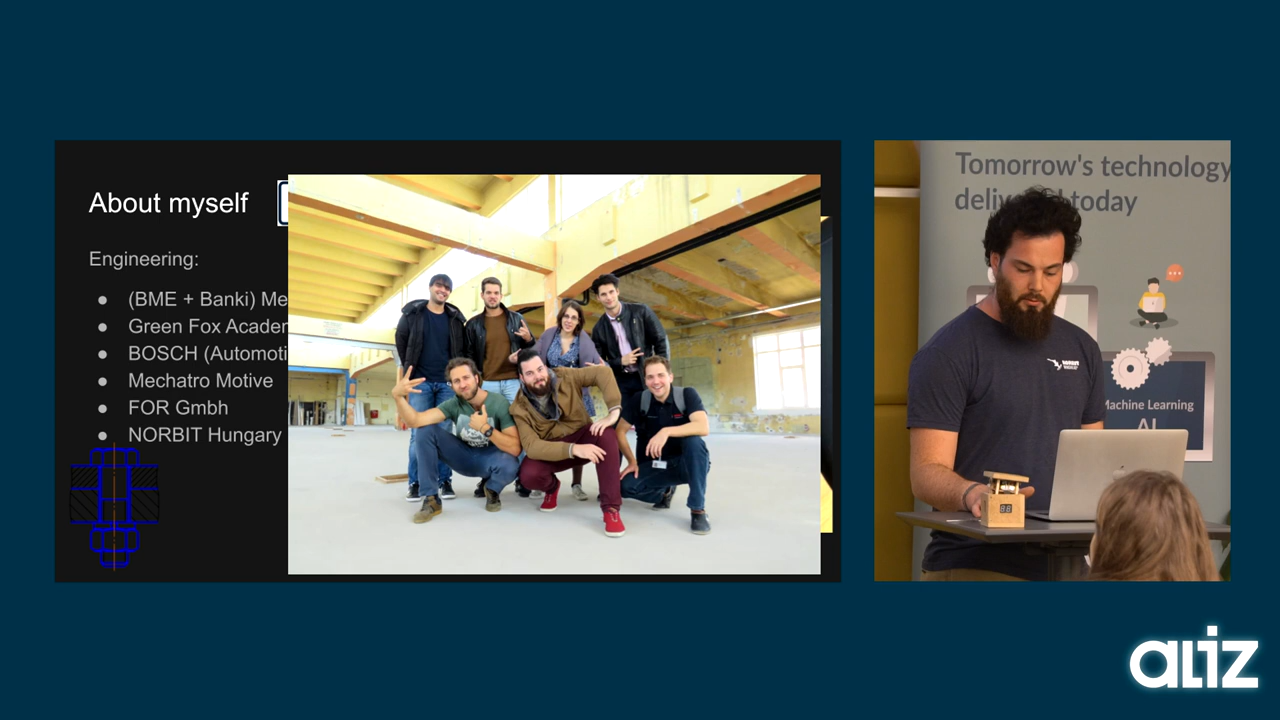 About myself
Engineering:
● (BME + Banki) Me
● Green Fox Acader
● BOSCH (Automoti
● Mechatro Motive
● FOR Gmbh
● NORBIT Hungary
Tomorrow's technology
today
Machine Learning
AI
88
aliz